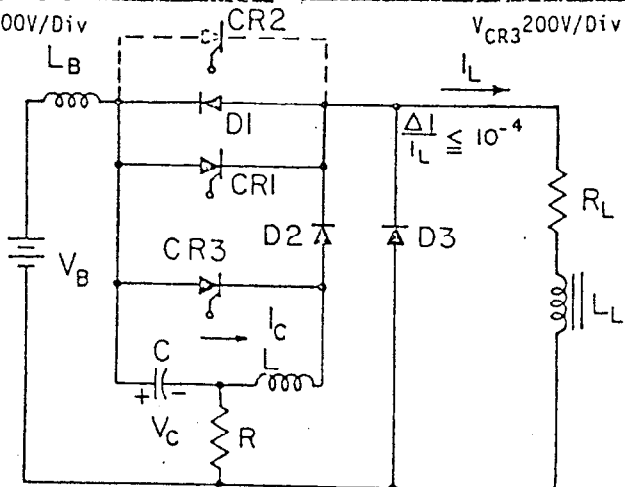 00V/Div
CR2
V_CR3 200V/Div
L_B
I_L
D1
ΔI/I_L ≦ 10⁻⁴
CR1
R_L
D2
D3
CR3
V_B
I_C
L_L
C
L
+ -
V_C
R